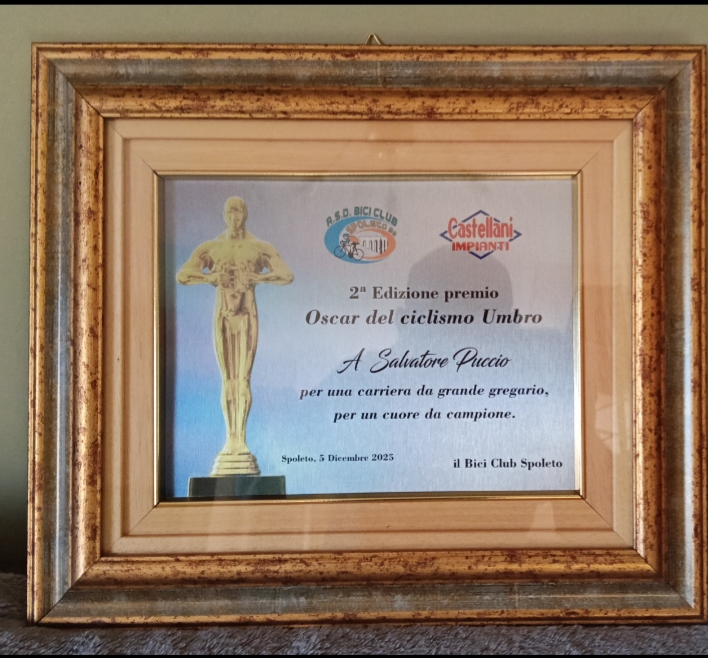 A.S.D. BICI CLUB
SPOLETO
Castellani
IMPIANTI
2ª Edizione premio
Oscar del ciclismo Umbro
A Salvatore Puccio
per una carriera da grande gregario,
per un cuore da campione.
Spoleto, 5 Dicembre 2025
il Bici Club Spoleto